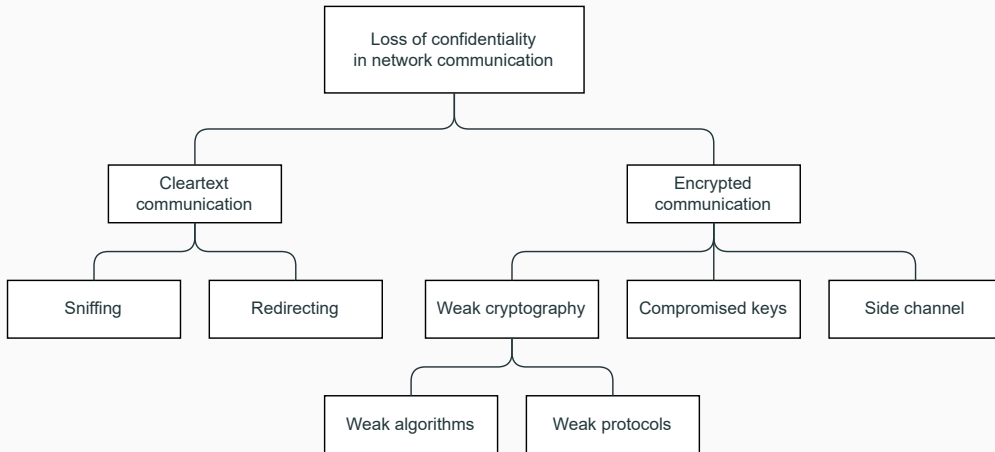 Loss of confidentiality
in network communication
Cleartext
communication
Encrypted
communication
Sniffing
Redirecting
Weak cryptography
Compromised keys
Side channel
Weak algorithms
Weak protocols